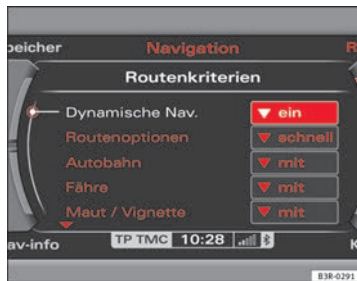 peicher Navigation R
Routenkriterien
Dynamische Nav. ein
Routenoptionen schnell
Autobahn mit
Fähre mit
Maut / Vignette mit
av-info TP TMC 10:28 K
B3R-0291